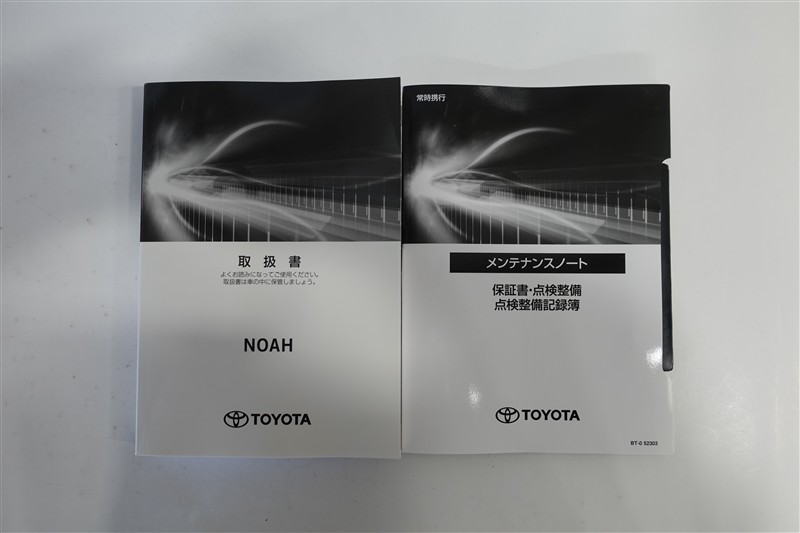 取扱書
よくお読みになってご使用ください。
取扱書は車の中に保管しましょう。
NOAH
TOYOTA
常時携行
メンテナンスノート
保証書・点検整備
点検整備記録簿
TOYOTA
BT-0 52303